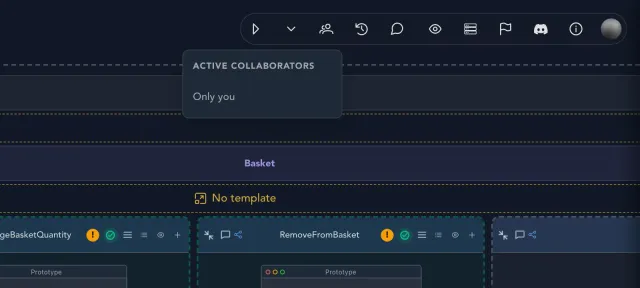 ACTIVE COLLABORATORS
Only you
Basket
No template
geBasketQuantity
RemoveFromBasket
Prototype
Prototype